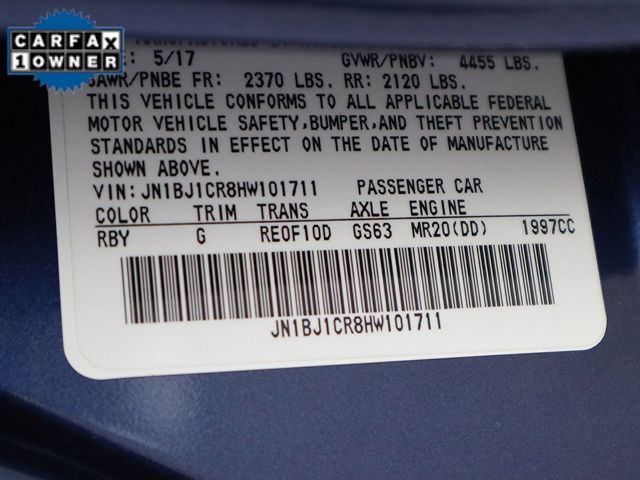 CARFAX
1 OWNER
5/17 GVWR/PNBV: 4455 LBS.
GAWR/PNBE FR: 2370 LBS. RR: 2120 LBS.
THIS VEHICLE CONFORMS TO ALL APPLICABLE FEDERAL
MOTOR VEHICLE SAFETY,BUMPER,AND THEFT PREVENTION
STANDARDS IN EFFECT ON THE DATE OF MANUFACTURE
SHOWN ABOVE.
VIN: JN1BJ1CR8HW101711 PASSENGER CAR
COLOR TRIM TRANS AXLE ENGINE
RBY G RE0F10D GS63 MR20(DD) 1997CC
JN1BJ1CR8HW101711